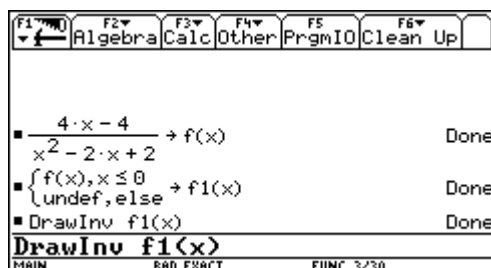 F1 F2 Algebra F3 Calc F4 Other F5 PrgmIO F6 Clean Up
4·x-4 / x^2-2·x+2 → f(x) Done
{f(x),x≤0 undef,else → f1(x) Done
DrawInv f1(x) Done
DrawInv f1(x)
MAIN RAD EXACT FUNC 3/30